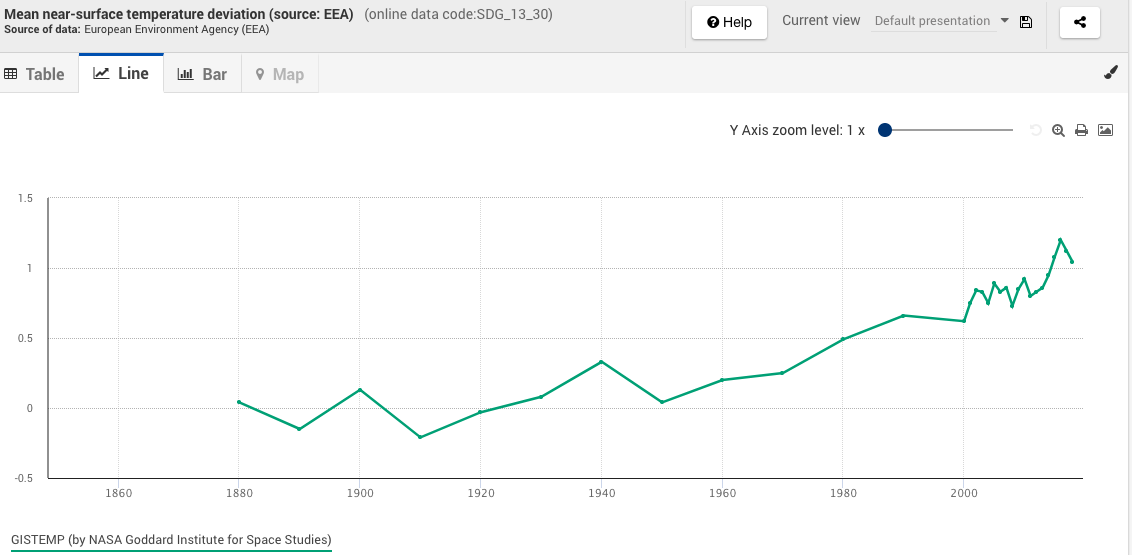 Mean near-surface temperature deviation (source: EEA) (online data code:SDG_13_30)
Source of data: European Environment Agency (EEA)
Help
Current view
Default presentation
Table
Line
Bar
Map
Y Axis zoom level: 1 x
1.5
1
0.5
0
-0.5
1860 1880 1900 1920 1940 1960 1980 2000
GISTEMP (by NASA Goddard Institute for Space Studies)